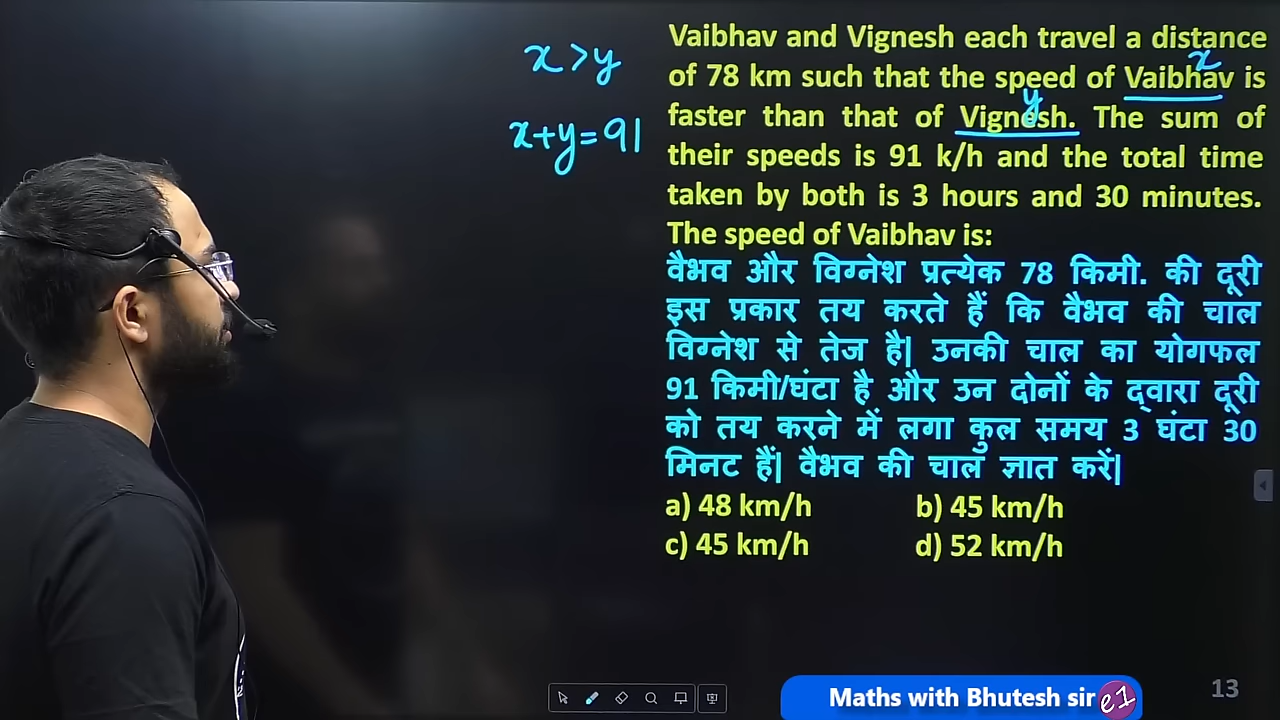 x > y
x + y = 91
Vaibhav and Vignesh each travel a distance
of 78 km such that the speed of Vaibhav is
x
faster than that of Vignesh. The sum of
y
their speeds is 91 k/h and the total time
taken by both is 3 hours and 30 minutes.
The speed of Vaibhav is:
वैभव और विग्नेश प्रत्येक 78 किमी. की दूरी
इस प्रकार तय करते हैं कि वैभव की चाल
विग्नेश से तेज है| उनकी चाल का योगफल
91 किमी/घंटा है और उन दोनों के द्वारा दूरी
को तय करने में लगा कुल समय 3 घंटा 30
मिनट हैं| वैभव की चाल ज्ञात करें|
a) 48 km/h b) 45 km/h
c) 45 km/h d) 52 km/h
Maths with Bhutesh sir e1
13